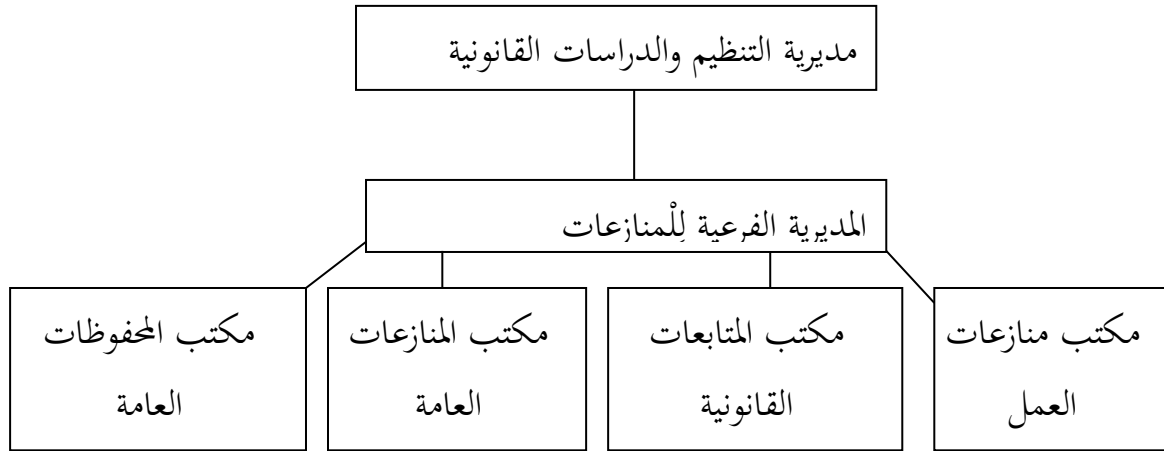 مديرية التنظيم والدراسات القانونية
المديرية الفرعية لِلْمنازعات
مكتب منازعات
العمل
مكتب المتابعات
القانونية
مكتب المنازعات
العامة
مكتب المحفوظات
العامة